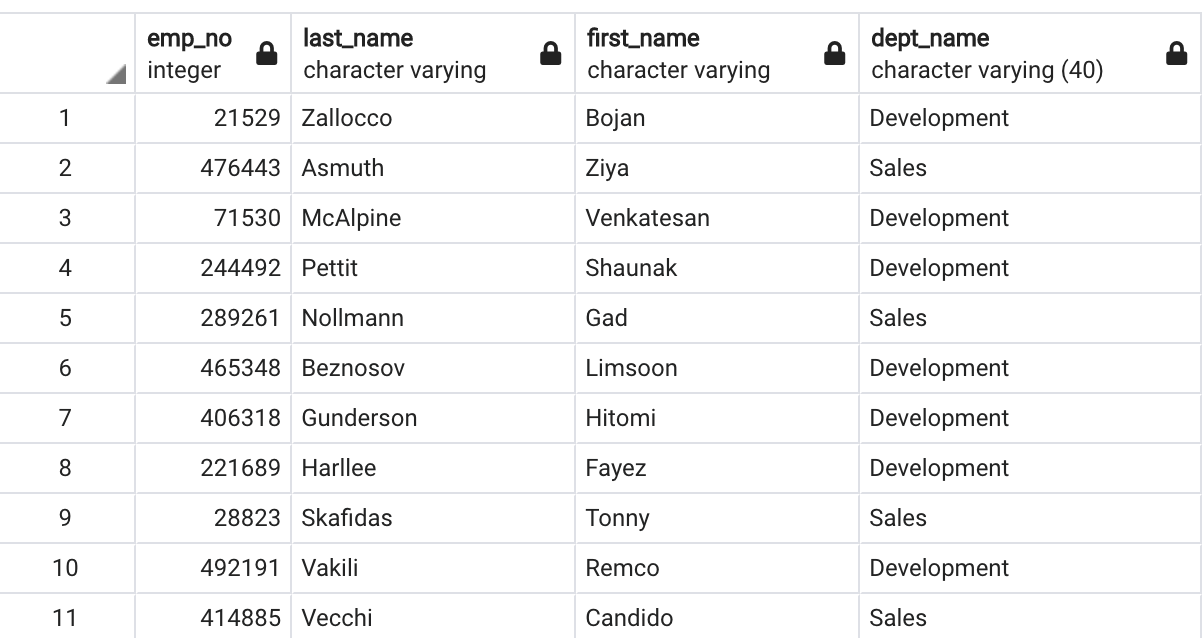 emp_no last_name first_name dept_name
integer character varying character varying character varying (40)
1 21529 Zallocco Bojan Development
2 476443 Asmuth Ziya Sales
3 71530 McAlpine Venkatesan Development
4 244492 Pettit Shaunak Development
5 289261 Nollmann Gad Sales
6 465348 Beznosov Limsoon Development
7 406318 Gunderson Hitomi Development
8 221689 Harllee Fayez Development
9 28823 Skafidas Tonny Sales
10 492191 Vakili Remco Development
11 414885 Vecchi Candido Sales